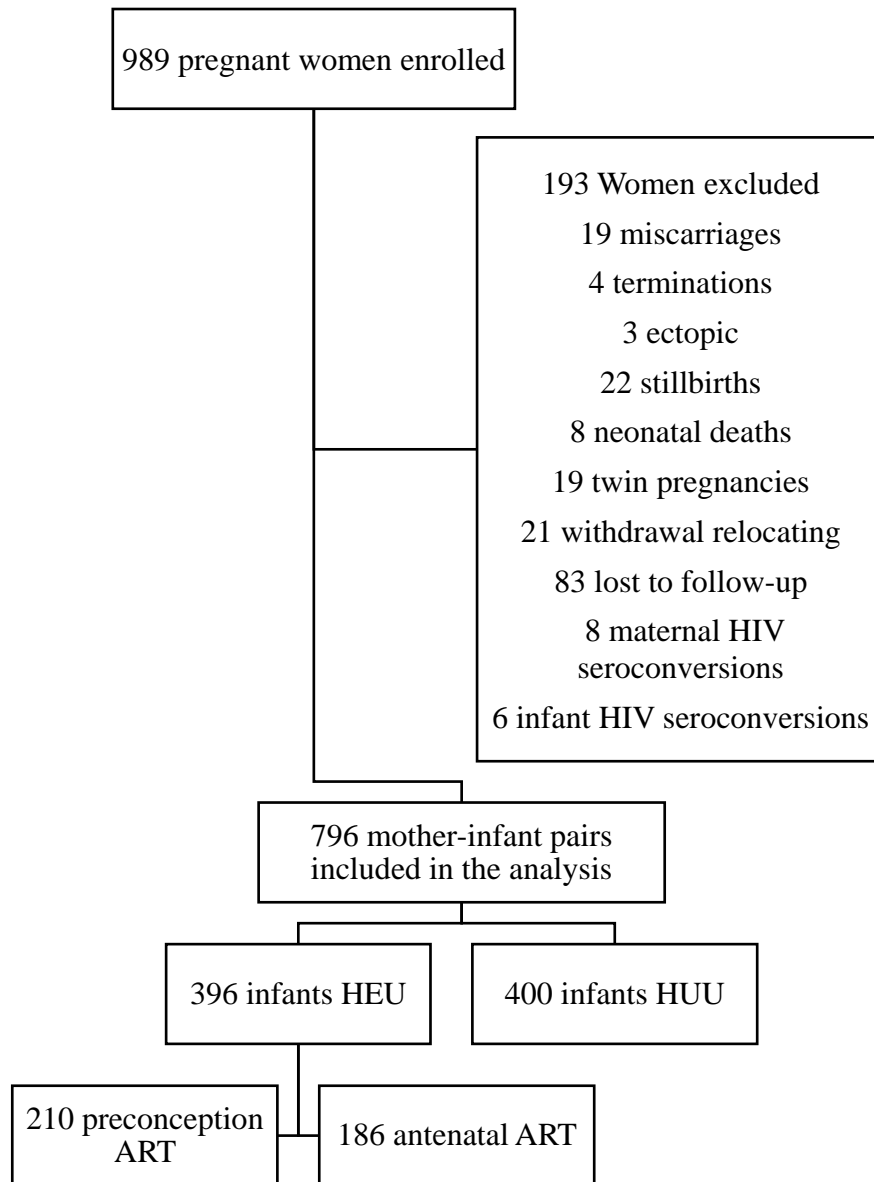 989 pregnant women enrolled
193 Women excluded
19 miscarriages
4 terminations
3 ectopic
22 stillbirths
8 neonatal deaths
19 twin pregnancies
21 withdrawal relocating
83 lost to follow-up
8 maternal HIV
seroconversions
6 infant HIV seroconversions
796 mother-infant pairs
included in the analysis
396 infants HEU
400 infants HUU
210 preconception
ART
186 antenatal ART